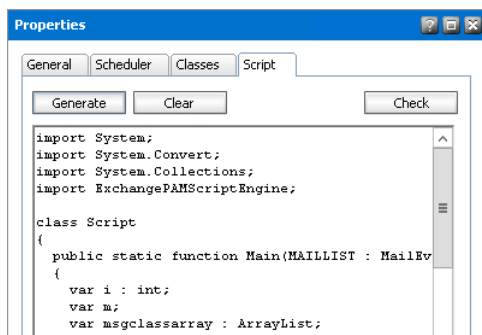 Properties
General Scheduler Classes Script
Generate Clear Check
import System;
import System.Convert;
import System.Collections;
import ExchangePAMScriptEngine;
class Script
{
public static function Main(MAILLIST : MailEv
{
var i : int;
var m;
var msgclassarray : ArrayList;